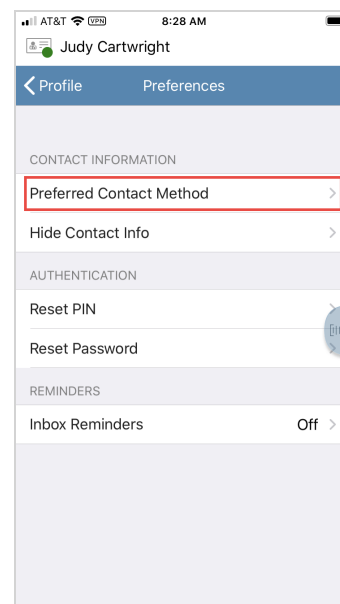 AT&T VPN 8:28 AM
Judy Cartwright
Profile Preferences
CONTACT INFORMATION
Preferred Contact Method
Hide Contact Info
AUTHENTICATION
Reset PIN
Reset Password
REMINDERS
Inbox Reminders Off